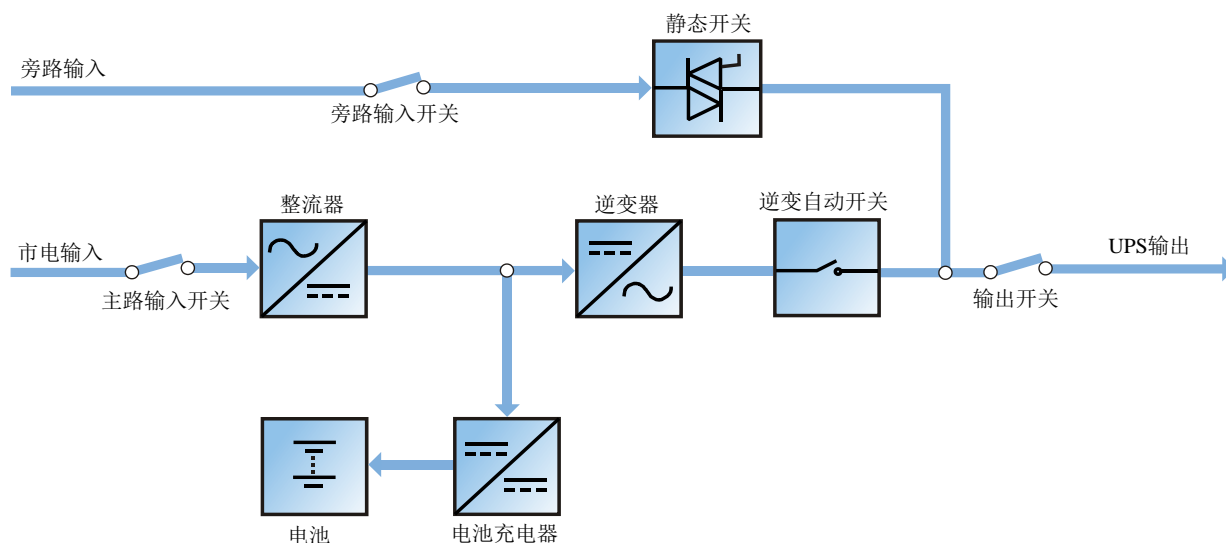 静态开关
旁路输入
旁路输入开关
整流器
逆变器
逆变自动开关
市电输入
UPS输出
主路输入开关
输出开关
电池
电池充电器